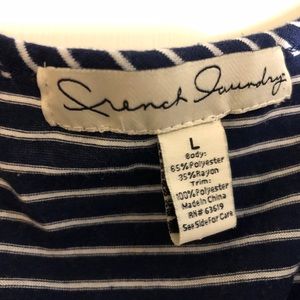 French Laundry
L
Body:
65%Polyester
35%Rayon
Trim:
100%Polyester
Made In China
RN# 63619
See Side For Care